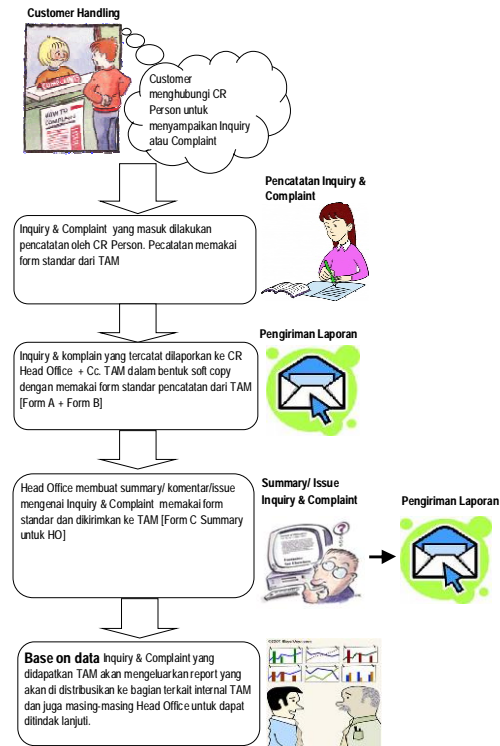 Customer Handling
Customer
menghubungi CR
Person untuk
menyampaikan Inquiry
atau Complaint
HOW TO
Pencatatan Inquiry &
Complaint
Inquiry & Complaint yang masuk dilakukan
pencatatan oleh CR Person. Pecatatan memakai
form standar dari TAM
Pengiriman Laporan
Inquiry & komplain yang tercatat dilaporkan ke CR
Head Office + Cc. TAM dalam bentuk soft copy
dengan memakai form standar pencatatan dari TAM
[Form A + Form B]
Summary/ Issue
Inquiry & Complaint
Pengiriman Laporan
Head Office membuat summary/ komentar/issue
mengenai Inquiry & Complaint memakai form
standar dan dikirimkan ke TAM [Form C Summary
untuk HO]
?
Base on data Inquiry & Complaint yang
didapatkan TAM akan mengeluarkan report yang
akan di distribusikan ke bagian terkait internal TAM
dan juga masing-masing Head Office untuk dapat
ditindak lanjuti.